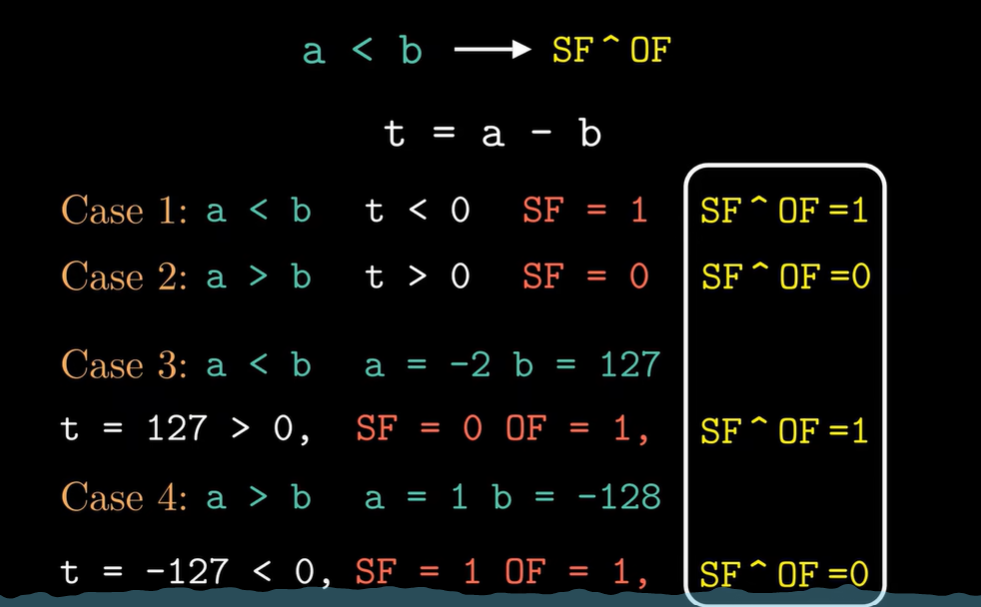 a < b ⟶ SF^OF
t = a - b
Case 1: a < b t < 0 SF = 1 SF^OF=1
Case 2: a > b t > 0 SF = 0 SF^OF=0
Case 3: a < b a = -2 b = 127
t = 127 > 0, SF = 0 OF = 1, SF^OF=1
Case 4: a > b a = 1 b = -128
t = -127 < 0, SF = 1 OF = 1, SF^OF=0